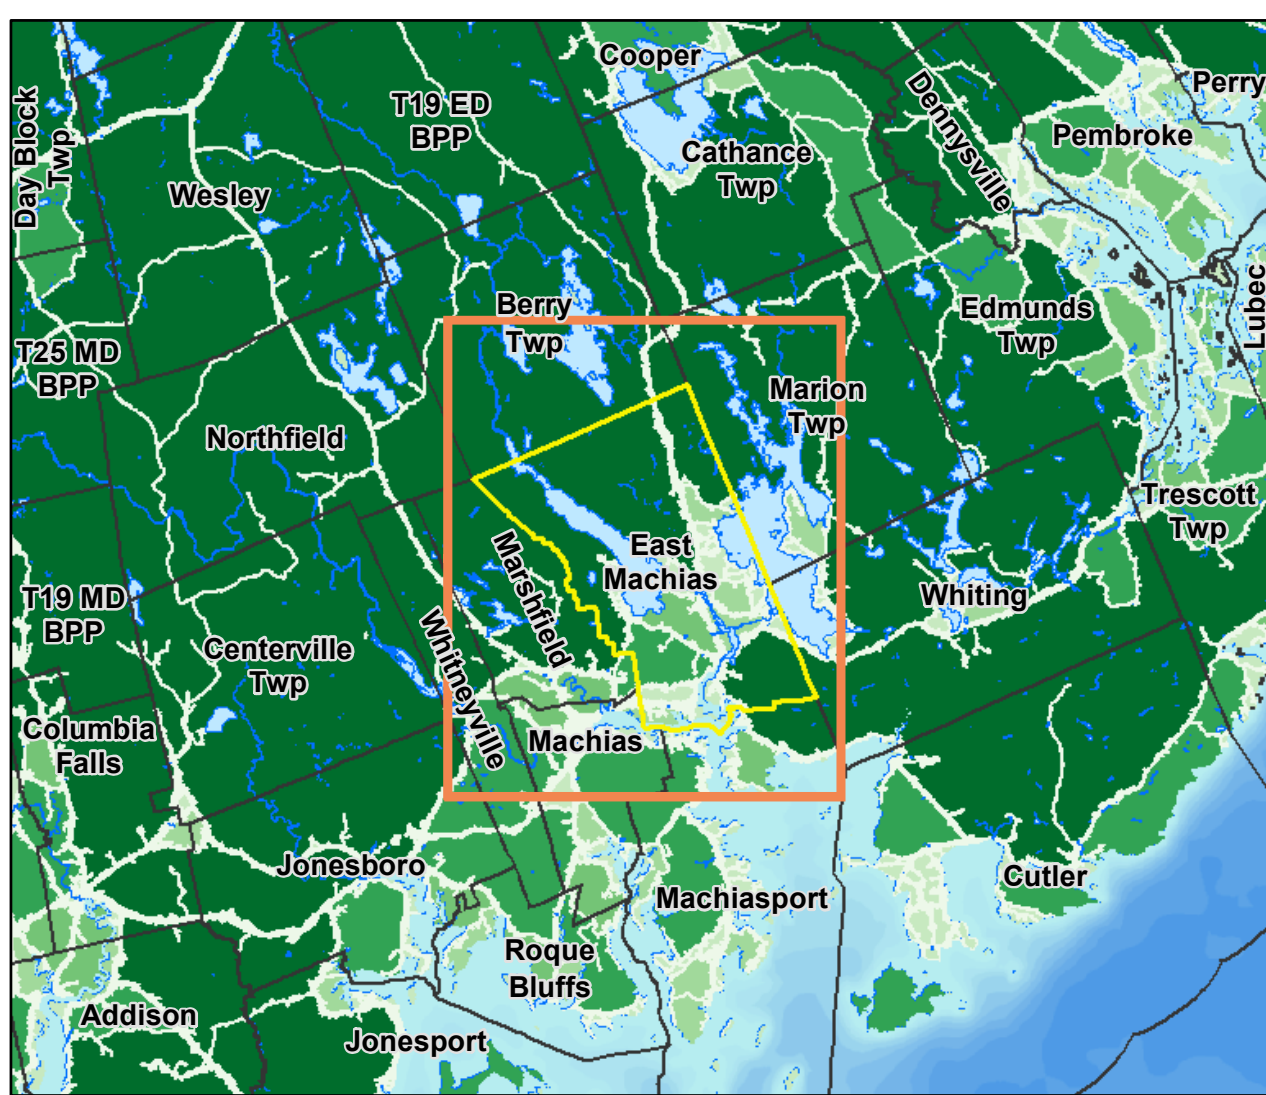 Cooper
Perry
T19 ED
BPP
Dennysville
Pembroke
Day Block
Twp
Cathance
Twp
Wesley
Lubec
Berry
Twp
Edmunds
Twp
T25 MD
BPP
Marion
Twp
Northfield
Trescott
Twp
East
Machias
Marshfield
Whiting
T19 MD
BPP
Whitneyville
Centerville
Twp
Columbia
Falls
Machias
Jonesboro
Cutler
Machiasport
Roque
Bluffs
Addison
Jonesport